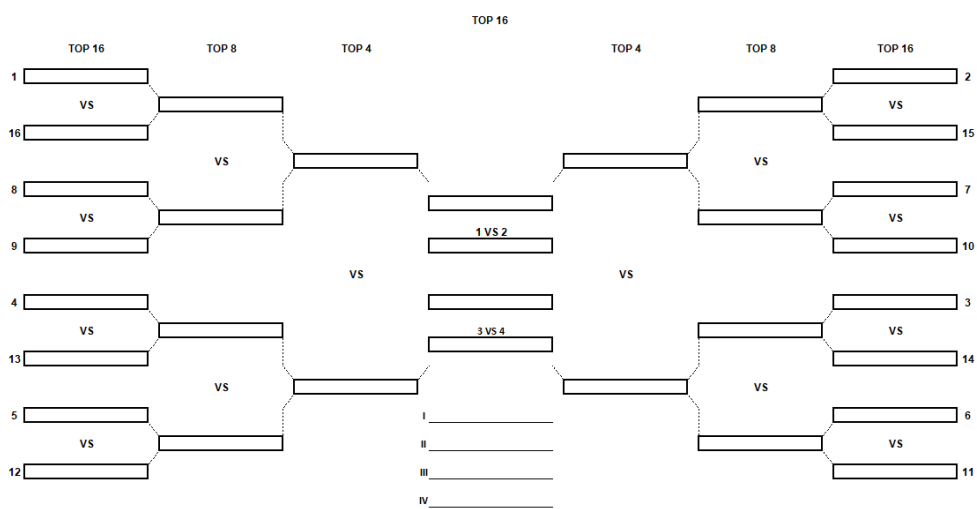 TOP 16
TOP 16 TOP 8 TOP 4 TOP 4 TOP 8 TOP 16
1 2
VS VS
16 15
VS VS
8 7
VS 1 VS 2 VS
9 10
VS VS
4 3
VS 3 VS 4 VS
13 14
VS VS
5 I 6
VS II VS
12 III 11
IV